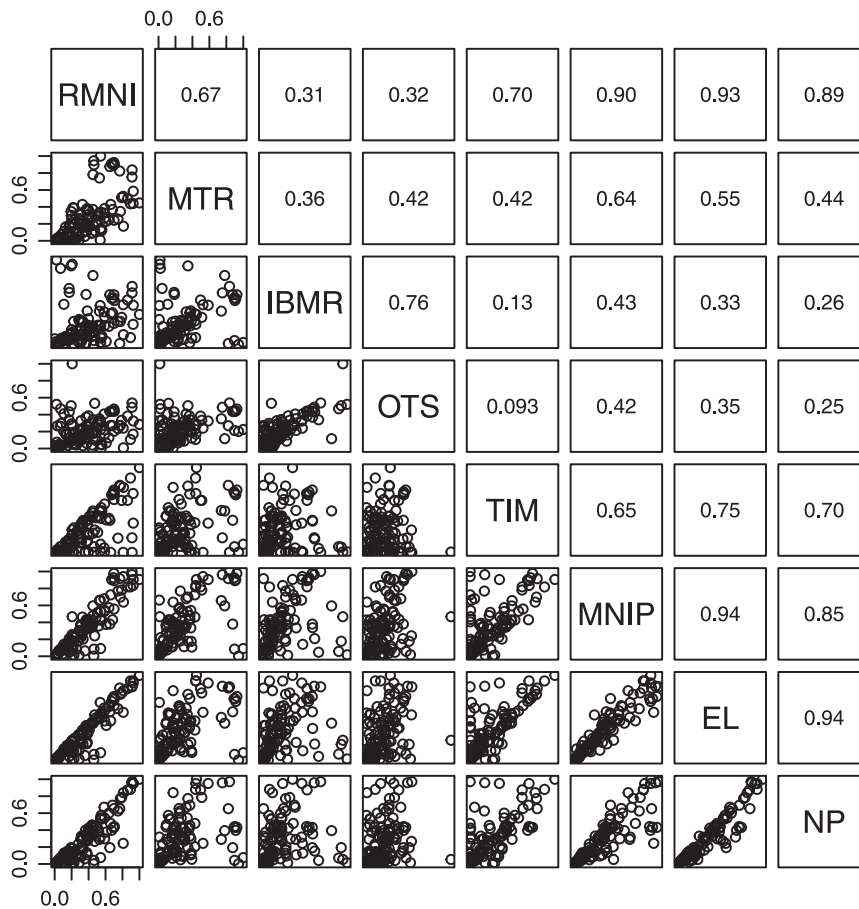 0.0 0.6
RMNI 0.67 0.31 0.32 0.70 0.90 0.93 0.89
0.0 0.6 MTR 0.36 0.42 0.42 0.64 0.55 0.44
IBMR 0.76 0.13 0.43 0.33 0.26
0.0 0.6 OTS 0.093 0.42 0.35 0.25
TIM 0.65 0.75 0.70
0.0 0.6 MNIP 0.94 0.85
EL 0.94
0.0 0.6 NP
0.0 0.6